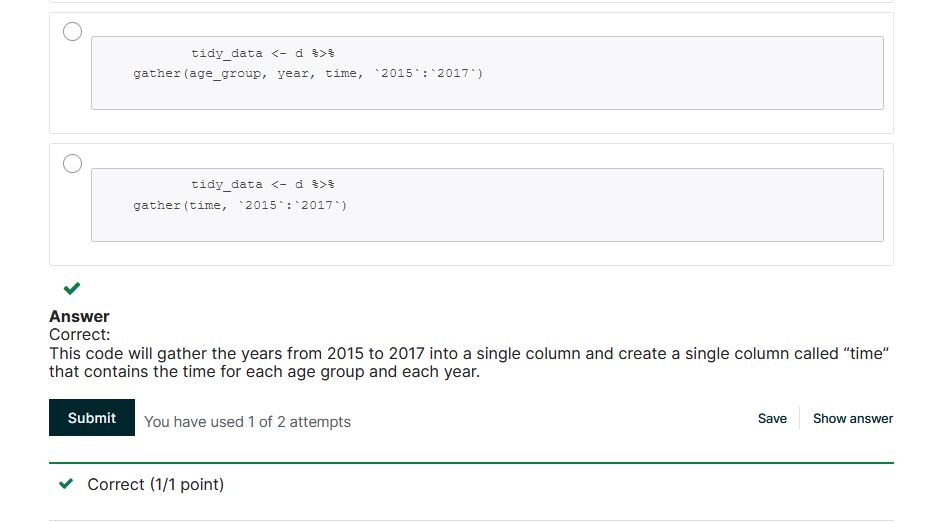 tidy_data <- d %>%
gather(age_group, year, time, `2015`:`2017`)
tidy_data <- d %>%
gather(time, `2015`:`2017`)
Answer
Correct:
This code will gather the years from 2015 to 2017 into a single column and create a single column called “time”
that contains the time for each age group and each year.
Submit You have used 1 of 2 attempts Save Show answer
Correct (1/1 point)